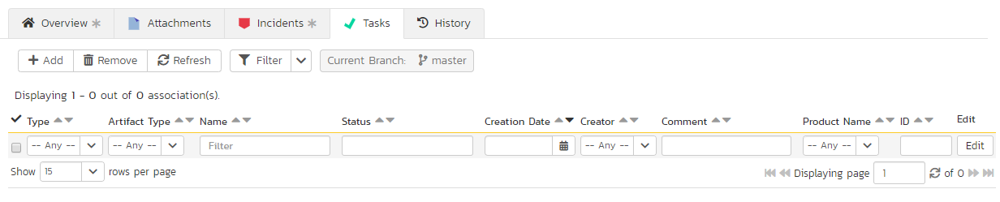 Overview * Attachments Incidents * Tasks History
Add Remove Refresh Filter Current Branch: master
Displaying 1 - 0 out of 0 association(s).
Type Artifact Type Name Status Creation Date Creator Comment Product Name ID Edit
-- Any -- -- Any -- Filter -- Any -- -- Any -- Edit
Show 15 rows per page Displaying page 1 of 0